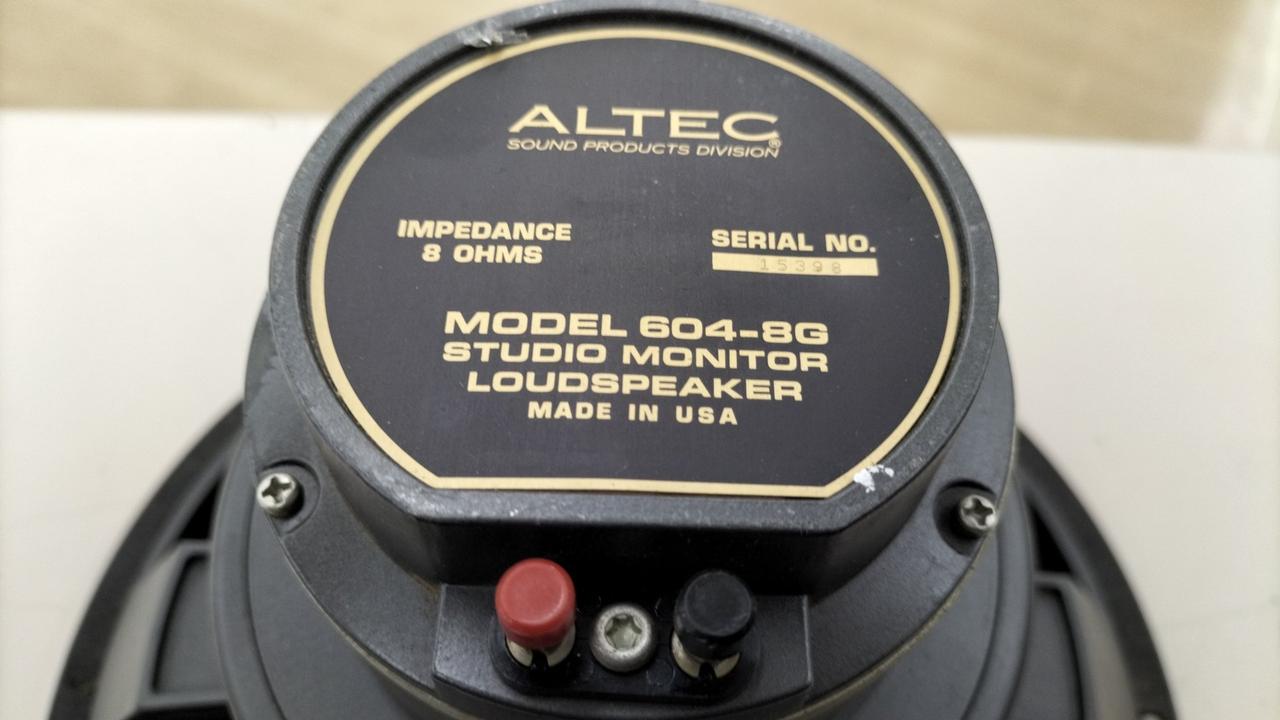 ALTEC®
SOUND PRODUCTS DIVISION
IMPEDANCE
8 OHMS
SERIAL NO.
15398
MODEL 604-8G
STUDIO MONITOR
LOUDSPEAKER
MADE IN USA